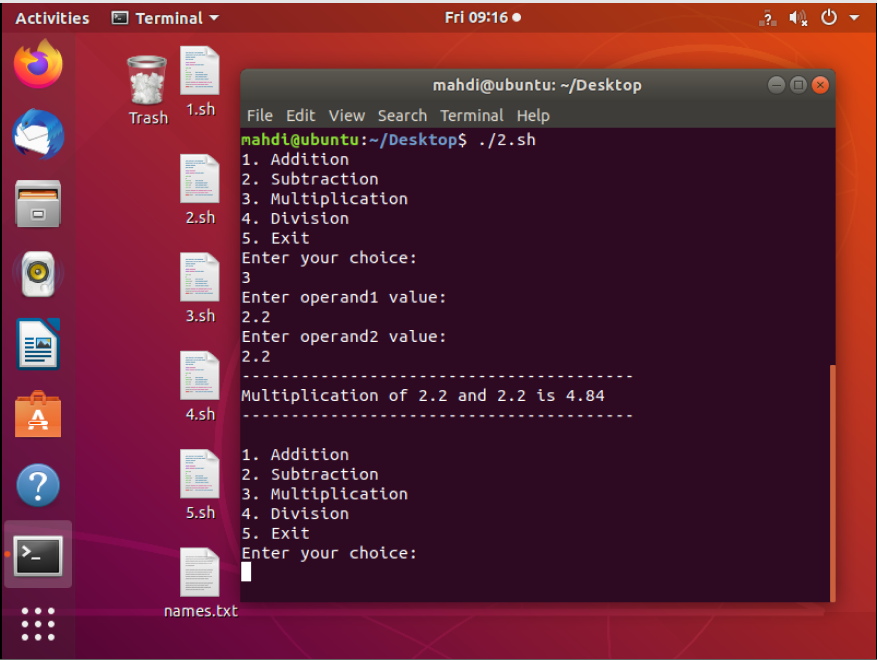 Activities Terminal Fri 09:16
Trash
1.sh
2.sh
3.sh
4.sh
5.sh
names.txt
mahdi@ubuntu: ~/Desktop
File Edit View Search Terminal Help
mahdi@ubuntu:~/Desktop$ ./2.sh
1. Addition
2. Subtraction
3. Multiplication
4. Division
5. Exit
Enter your choice:
3
Enter operand1 value:
2.2
Enter operand2 value:
2.2
----------------------------------------
Multiplication of 2.2 and 2.2 is 4.84
----------------------------------------
1. Addition
2. Subtraction
3. Multiplication
4. Division
5. Exit
Enter your choice: